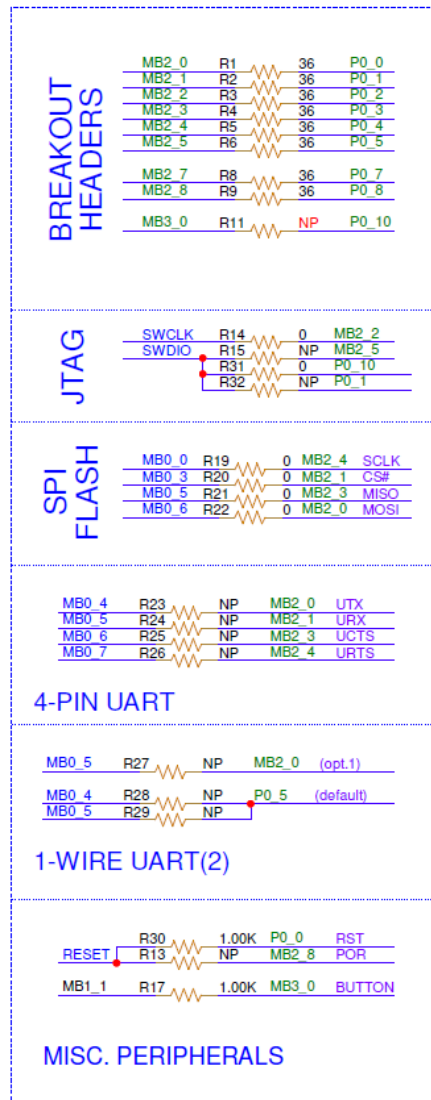 BREAKOUT
HEADERS
MB2_0 R1 36 P0_0
MB2_1 R2 36 P0_1
MB2_2 R3 36 P0_2
MB2_3 R4 36 P0_3
MB2_4 R5 36 P0_4
MB2_5 R6 36 P0_5
MB2_7 R8 36 P0_7
MB2_8 R9 36 P0_8
MB3_0 R11 NP P0_10
JTAG
SWCLK R14 0 MB2_2
SWDIO R15 NP MB2_5
R31 0 P0_10
R32 NP P0_1
SPI
FLASH
MB0_0 R19 0 MB2_4 SCLK
MB0_3 R20 0 MB2_1 CS#
MB0_5 R21 0 MB2_3 MISO
MB0_6 R22 0 MB2_0 MOSI
MB0_4 R23 NP MB2_0 UTX
MB0_5 R24 NP MB2_1 URX
MB0_6 R25 NP MB2_3 UCTS
MB0_7 R26 NP MB2_4 URTS
4-PIN UART
MB0_5 R27 NP MB2_0 (opt.1)
MB0_4 R28 NP P0_5 (default)
MB0_5 R29 NP
1-WIRE UART(2)
R30 1.00K P0_0 RST
RESET R13 NP MB2_8 POR
MB1_1 R17 1.00K MB3_0 BUTTON
MISC. PERIPHERALS